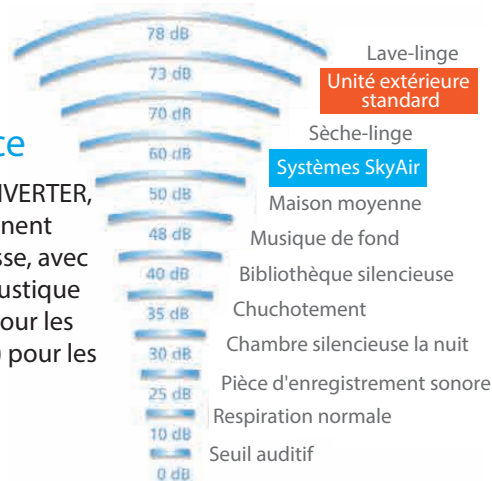 78 dB
Lave-linge
73 dB
Unité extérieure
standard
70 dB
Sèche-linge
60 dB
Systèmes SkyAir
50 dB
Maison moyenne
48 dB
Musique de fond
40 dB
Bibliothèque silencieuse
35 dB
Chuchotement
30 dB
Chambre silencieuse la nuit
25 dB
Pièce d'enregistrement sonore
10 dB
Respiration normale
0 dB
Seuil auditif
ce
NVERTER,
nent
sse, avec
ustique
our les
) pour les